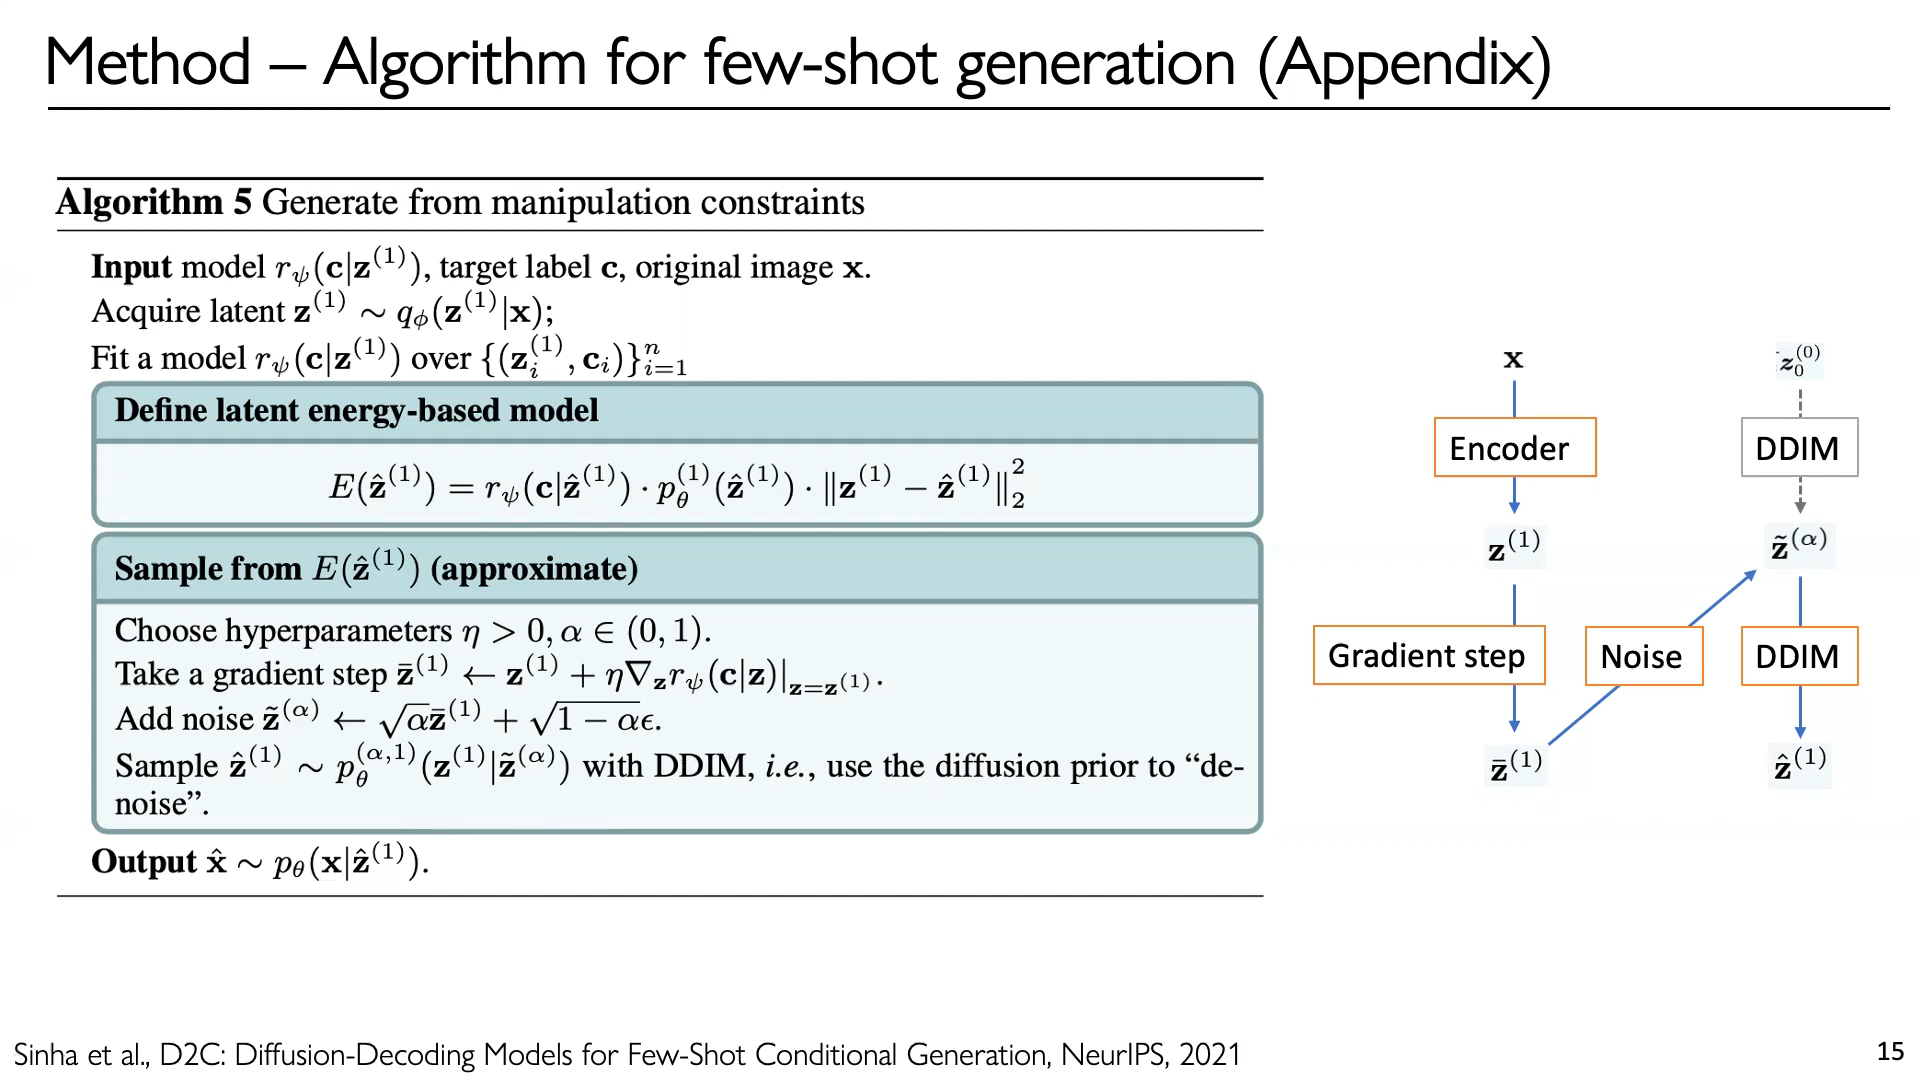 Method – Algorithm for few-shot generation (Appendix)
Algorithm 5 Generate from manipulation constraints
Input model r_ψ(c|z^(1)), target label c, original image x.
Acquire latent z^(1) ∼ q_ϕ(z^(1)|x);
Fit a model r_ψ(c|z^(1)) over {(z_i^(1), c_i)}_{i=1}^n
Define latent energy-based model
E(ẑ^(1)) = r_ψ(c|ẑ^(1)) · p_θ^(1)(ẑ^(1)) · ‖z^(1) − ẑ^(1)‖_2^2
Sample from E(ẑ^(1)) (approximate)
Choose hyperparameters η > 0, α ∈ (0, 1).
Take a gradient step z̄^(1) ← z^(1) + η∇_z r_ψ(c|z)|_{z=z^(1)}.
Add noise z̃^(α) ← √α z̄^(1) + √(1 − α) ϵ.
Sample ẑ^(1) ∼ p_θ^(α,1)(z^(1)|z̃^(α)) with DDIM, i.e., use the diffusion prior to “de-
noise”.
Output x̂ ∼ p_θ(x|ẑ^(1)).
x
Encoder
z^(1)
Gradient step
z̄^(1)
Noise
z_0^(0)
DDIM
z̃^(α)
DDIM
ẑ^(1)
Sinha et al., D2C: Diffusion-Decoding Models for Few-Shot Conditional Generation, NeurIPS, 2021
15